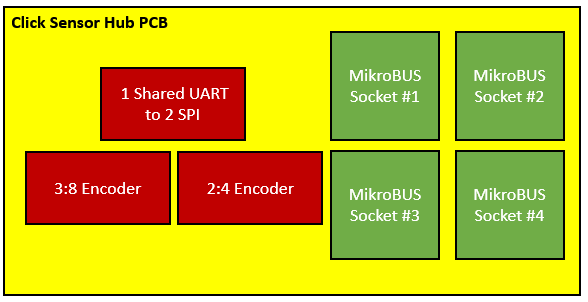 Click Sensor Hub PCB
1 Shared UART
to 2 SPI
3:8 Encoder
2:4 Encoder
MikroBUS
Socket #1
MikroBUS
Socket #2
MikroBUS
Socket #3
MikroBUS
Socket #4